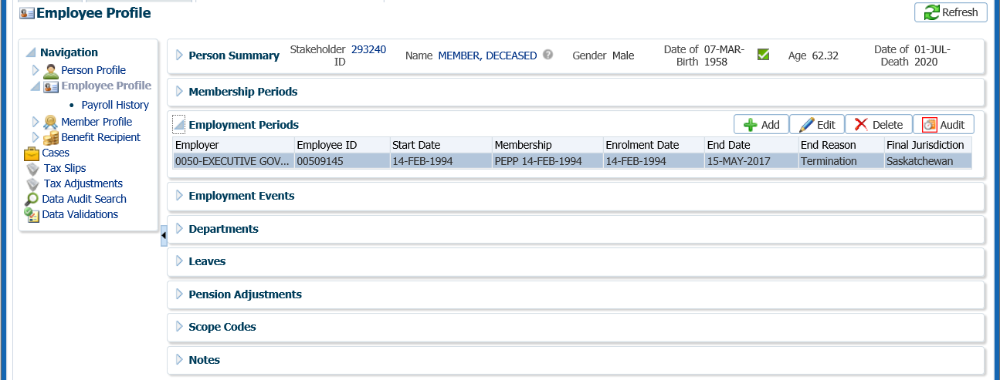 Employee Profile
Refresh
Navigation
Person Profile
Employee Profile
• Payroll History
Member Profile
Benefit Recipient
Cases
Tax Slips
Tax Adjustments
Data Audit Search
Data Validations
Person Summary Stakeholder ID 293240 Name MEMBER, DECEASED Gender Male Date of Birth 07-MAR-1958 Age 62.32 Date of Death 01-JUL-2020
Membership Periods
Employment Periods Add Edit Delete Audit
Employer Employee ID Start Date Membership Enrolment Date End Date End Reason Final Jurisdiction
0050-EXECUTIVE GOV... 00509145 14-FEB-1994 PEPP 14-FEB-1994 14-FEB-1994 15-MAY-2017 Termination Saskatchewan
Employment Events
Departments
Leaves
Pension Adjustments
Scope Codes
Notes